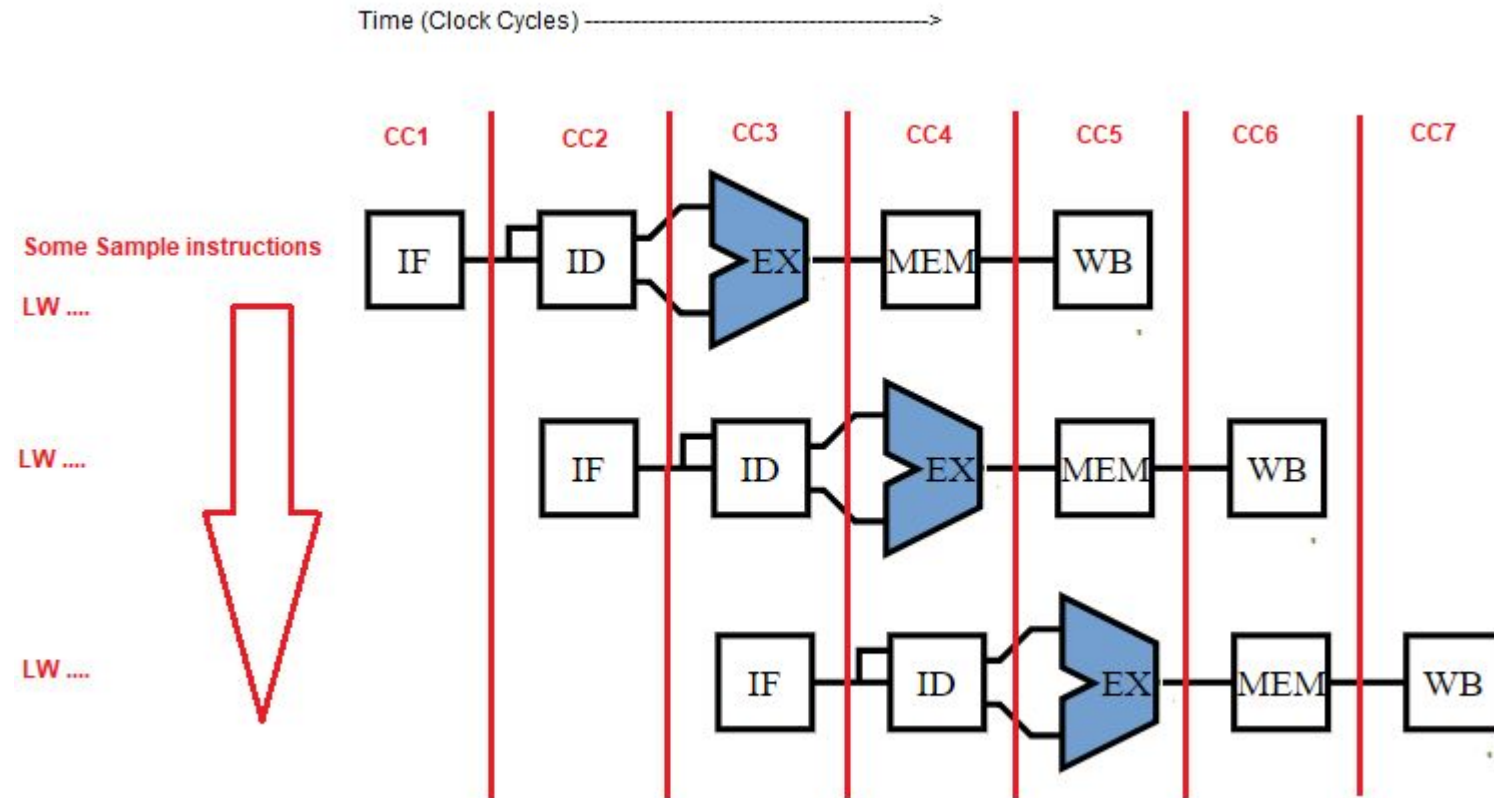 Time (Clock Cycles) ----------------------------------------------->
CC1 CC2 CC3 CC4 CC5 CC6 CC7
Some Sample instructions
IF ID EX MEM WB
LW ....
LW ....
IF ID EX MEM WB
LW ....
IF ID EX MEM WB